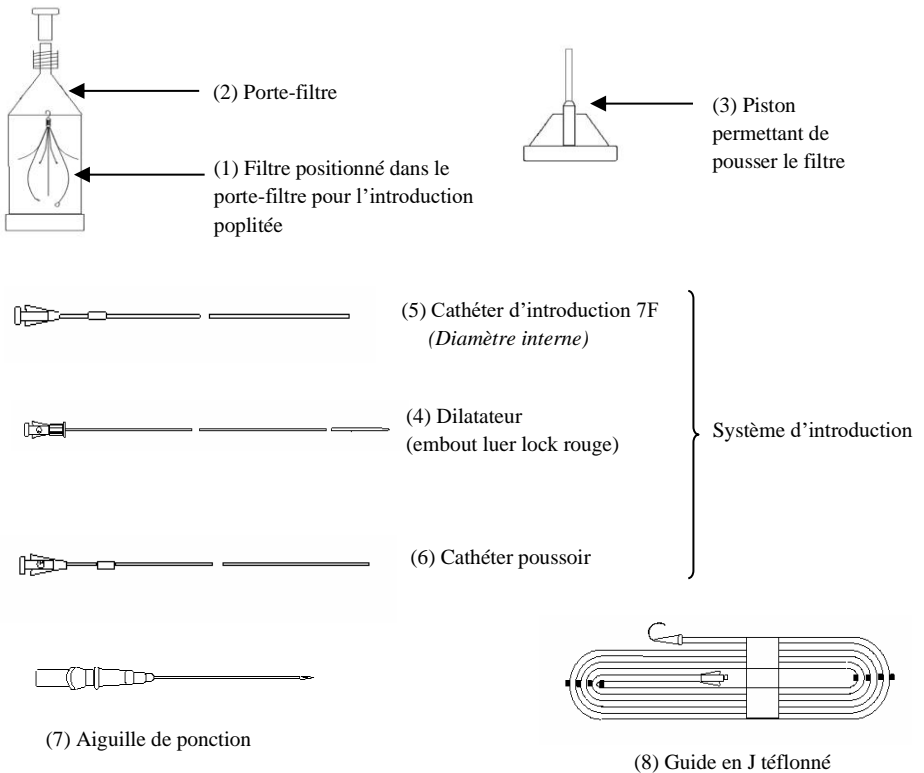 (2) Porte-filtre
(3) Piston
permettant de
pousser le filtre
(1) Filtre positionné dans le
porte-filtre pour l’introduction
poplitée
(5) Cathéter d’introduction 7F
(Diamètre interne)
(4) Dilatateur
(embout luer lock rouge)
Système d’introduction
(6) Cathéter poussoir
(7) Aiguille de ponction
(8) Guide en J téflonné